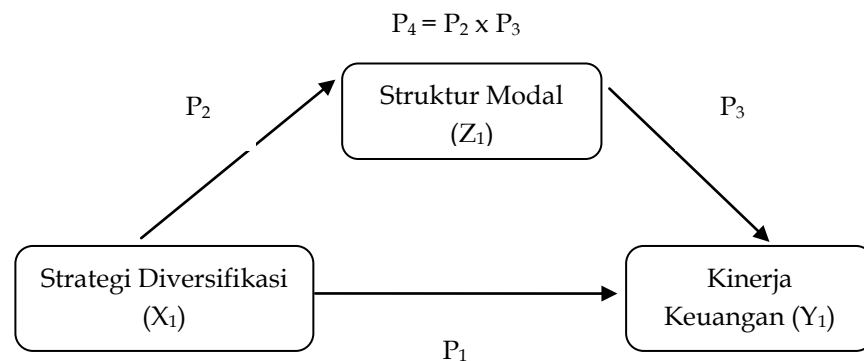 P₄ = P₂ x P₃
Struktur Modal
(Z₁)
P₂
P₃
Strategi Diversifikasi
(X₁)
Kinerja
Keuangan (Y₁)
P₁